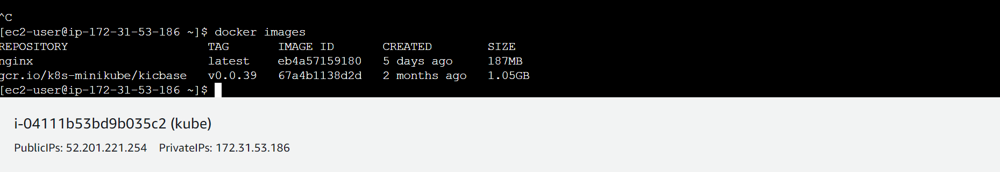 ^C
[ec2-user@ip-172-31-53-186 ~]$ docker images
REPOSITORY                    TAG       IMAGE ID       CREATED        SIZE
nginx                         latest    eb4a57159180   5 days ago     187MB
gcr.io/k8s-minikube/kicbase   v0.0.39   67a4b1138d2d   2 months ago   1.05GB
[ec2-user@ip-172-31-53-186 ~]$
i-04111b53bd9b035c2 (kube)
PublicIPs: 52.201.221.254    PrivateIPs: 172.31.53.186